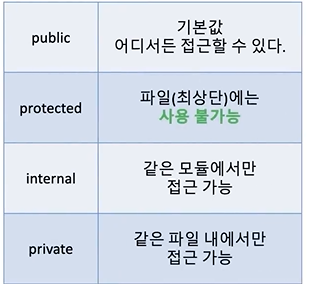 public
기본값
어디서든 접근할 수 있다.
protected
파일(최상단)에는
사용 불가능
internal
같은 모듈에서만
접근 가능
private
같은 파일 내에서만
접근 가능